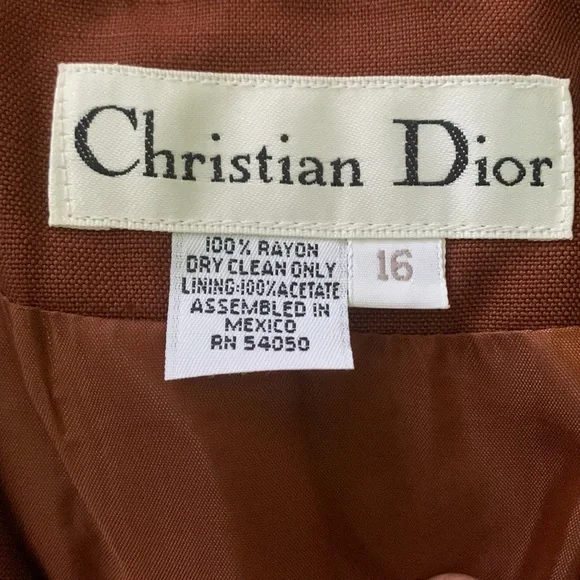 Christian Dior
100% RAYON
DRY CLEAN ONLY
LINING:100% ACETATE
ASSEMBLED IN
MEXICO
RN 54050
16